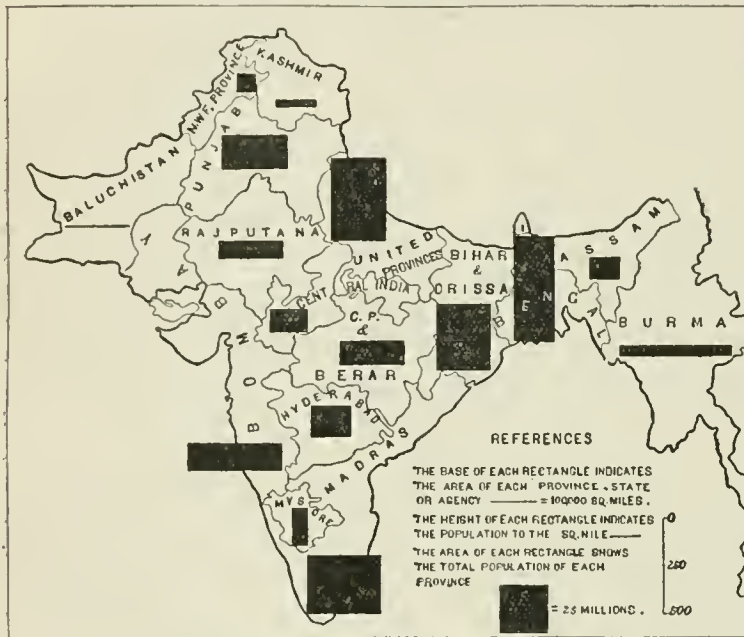 KASHMIR
N.W.F. PROVINCE
PUNJAB
BALUCHISTAN
RAJPUTANA
UNITED
PROVINCES
CENT
RAL INDIA
BIHAR
&
ORISSA
BENGAL
ASSAM
BURMA
C.P.
&
BERAR
BOMBAY
HYDERABAD
MADRAS
MYSORE
REFERENCES
THE BASE OF EACH RECTANGLE INDICATES
THE AREA OF EACH PROVINCE, STATE
OR AGENCY ——— = 100,000 SQ. MILES.
THE HEIGHT OF EACH RECTANGLE INDICATES
THE POPULATION TO THE SQ. MILE ———
THE AREA OF EACH RECTANGLE SHOWS
THE TOTAL POPULATION OF EACH
PROVINCE
0
250
500
= 25 MILLIONS.